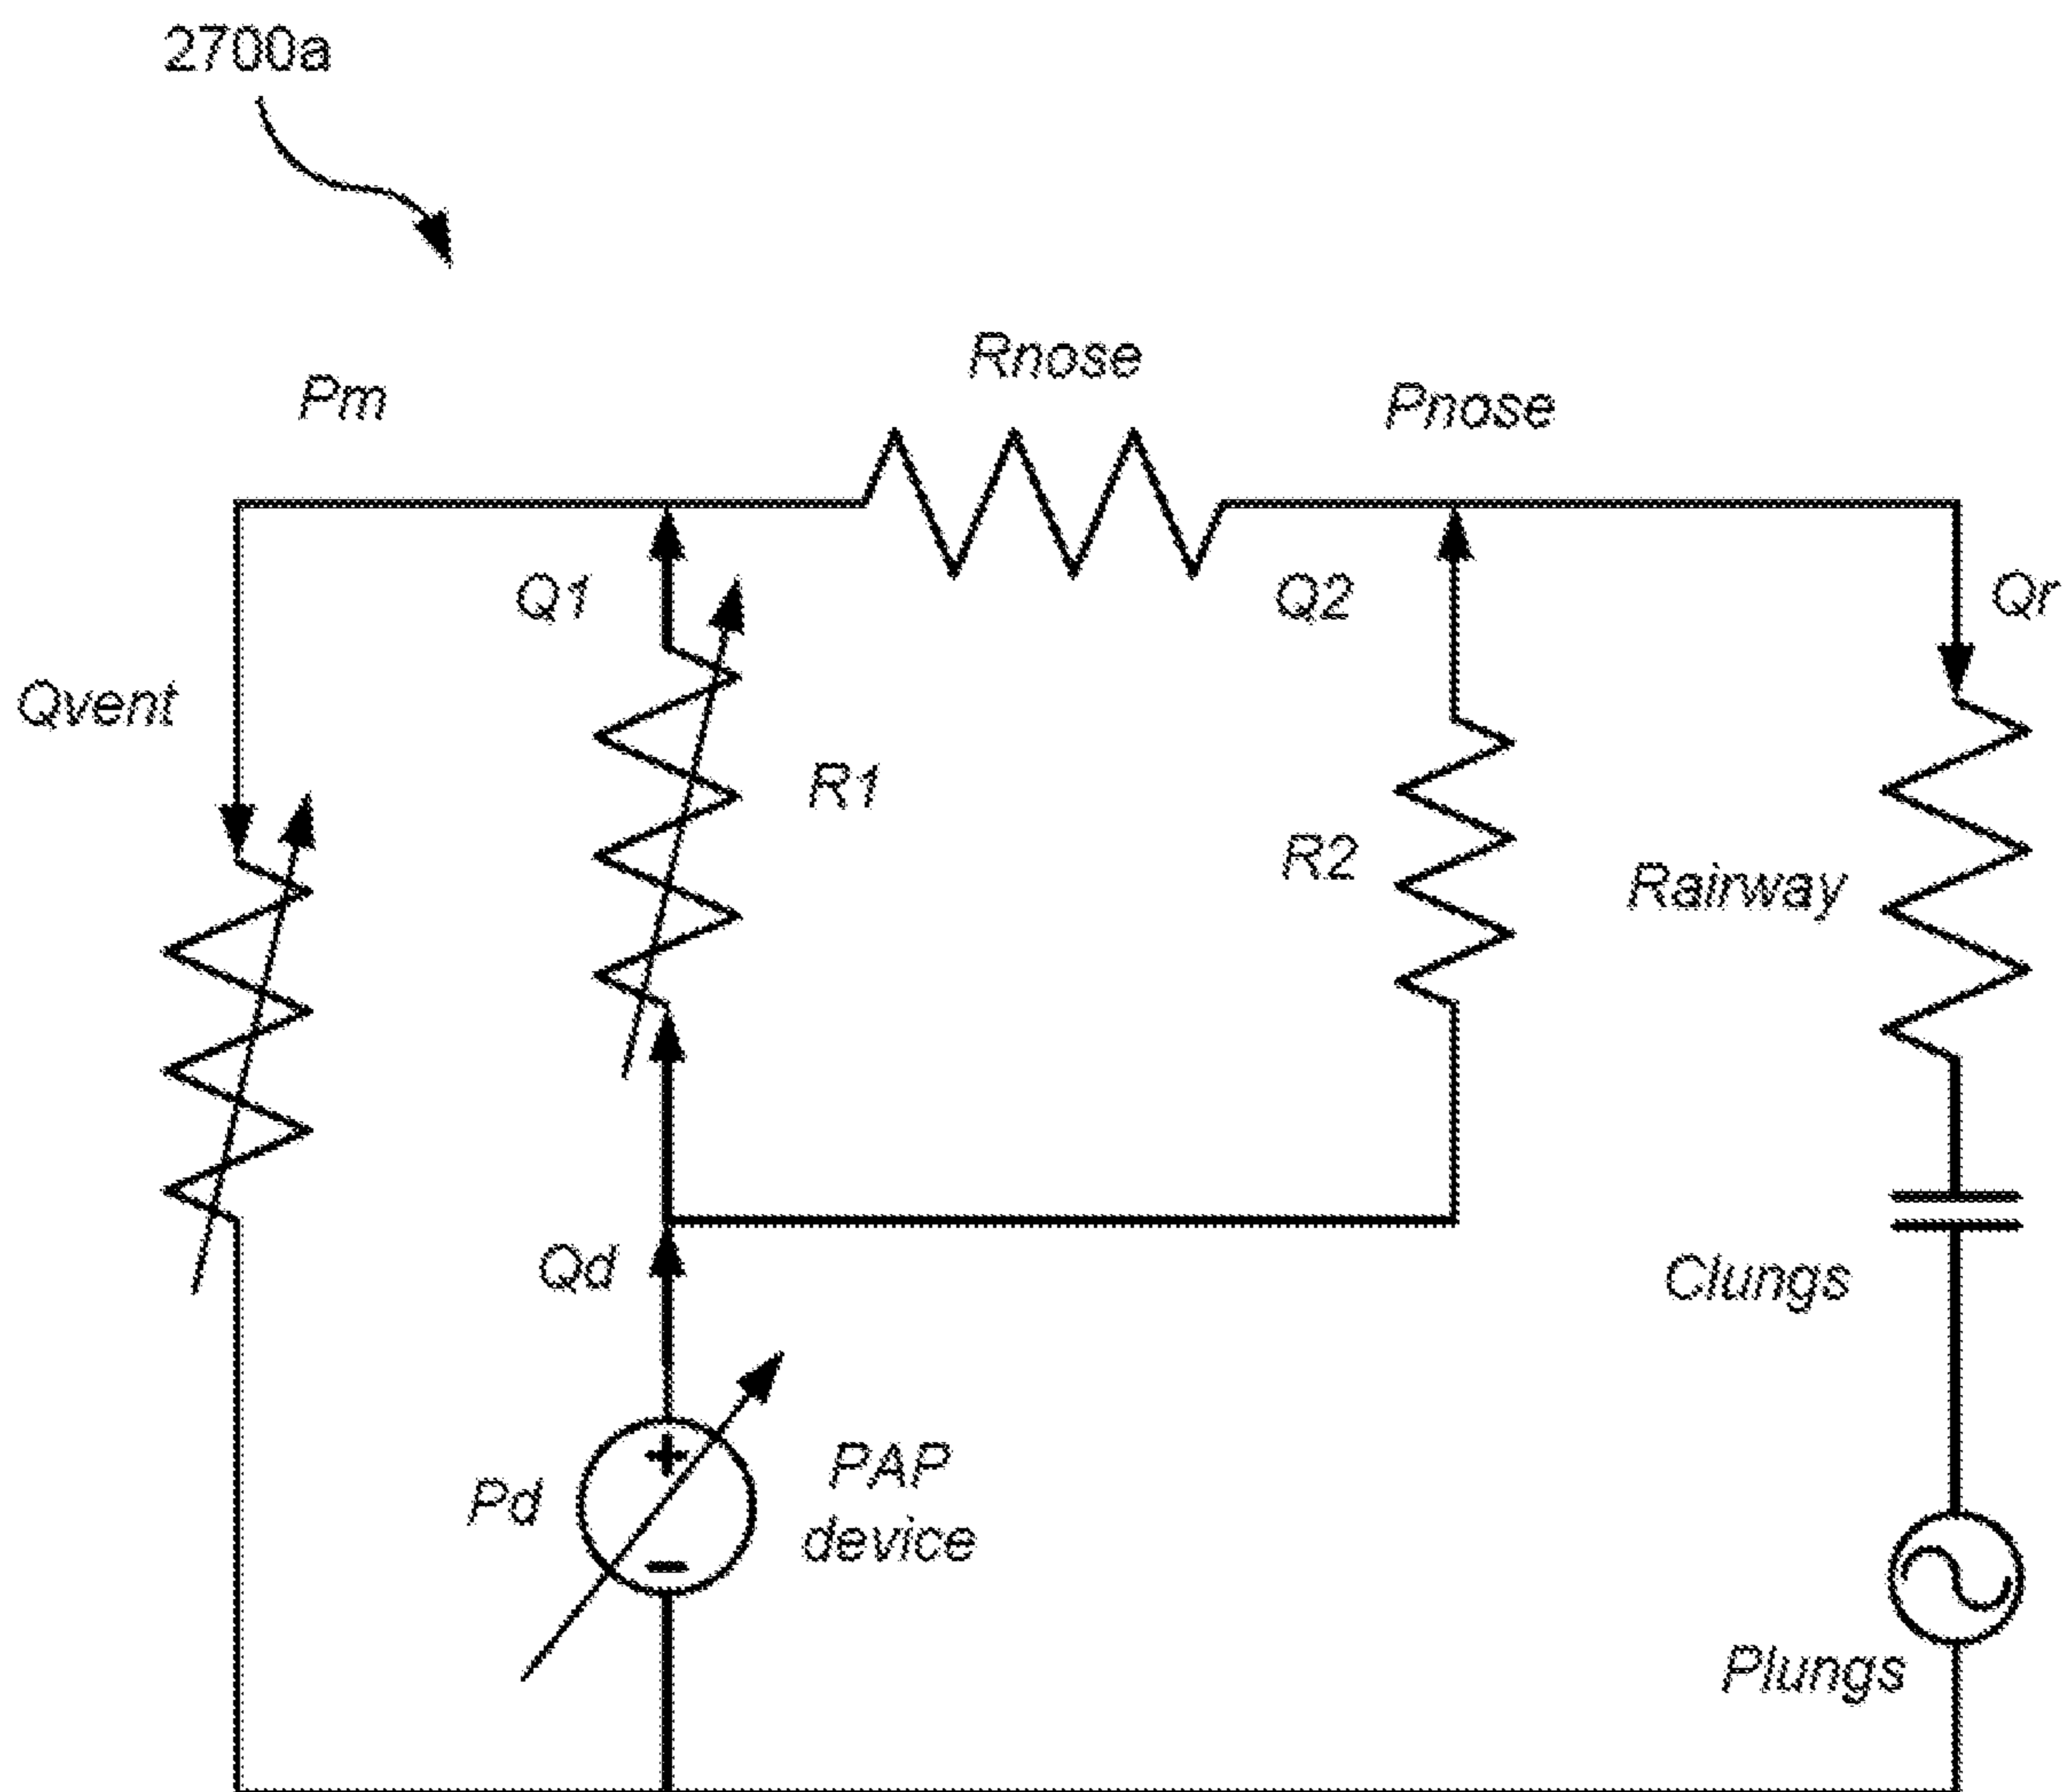 2700a
Rnose
Pm
Pnose
Q1
Q2
Qr
Qvent
R1
R2
Rairway
Qd
Clungs
PAP
Pd
device
Plungs